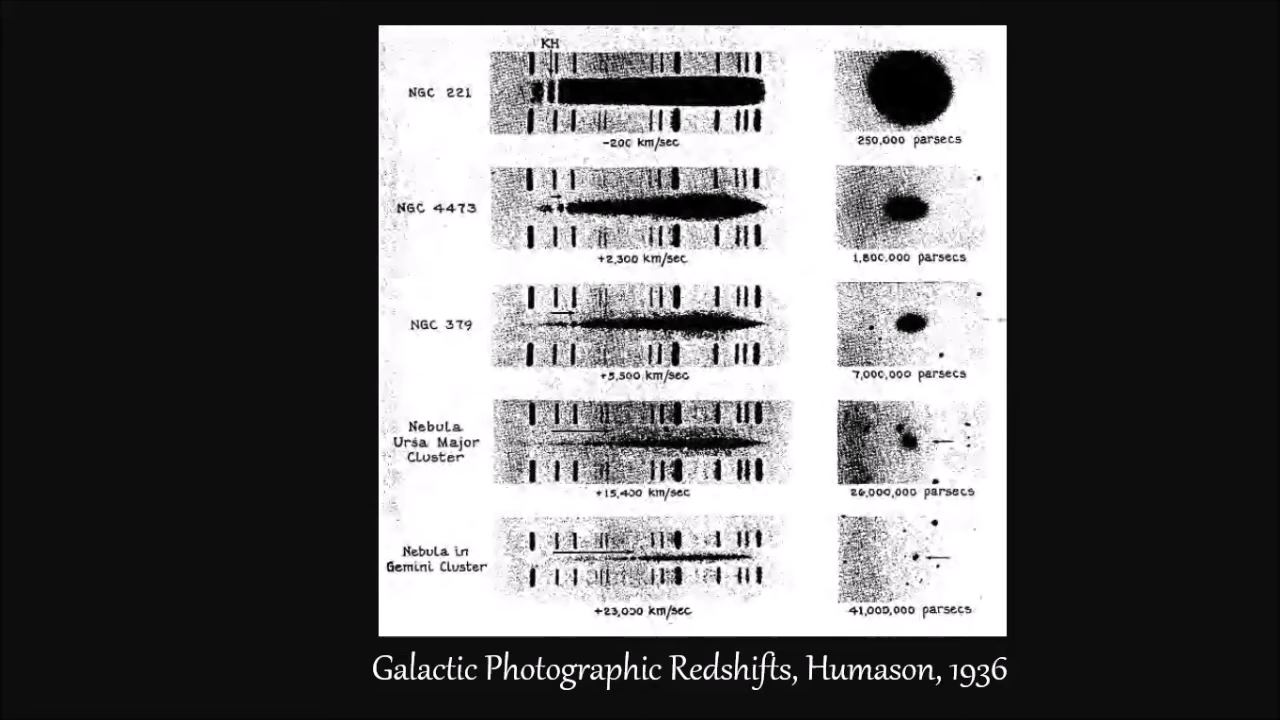 KH
NGC 221
-200 km/sec
250,000 parsecs
NGC 4473
+2,300 km/sec
1,800,000 parsecs
NGC 379
+5,500 km/sec
7,000,000 parsecs
Nebula
Ursa Major
Cluster
+15,400 km/sec
26,000,000 parsecs
Nebula in
Gemini Cluster
+23,000 km/sec
41,000,000 parsecs
Galactic Photographic Redshifts, Humason, 1936